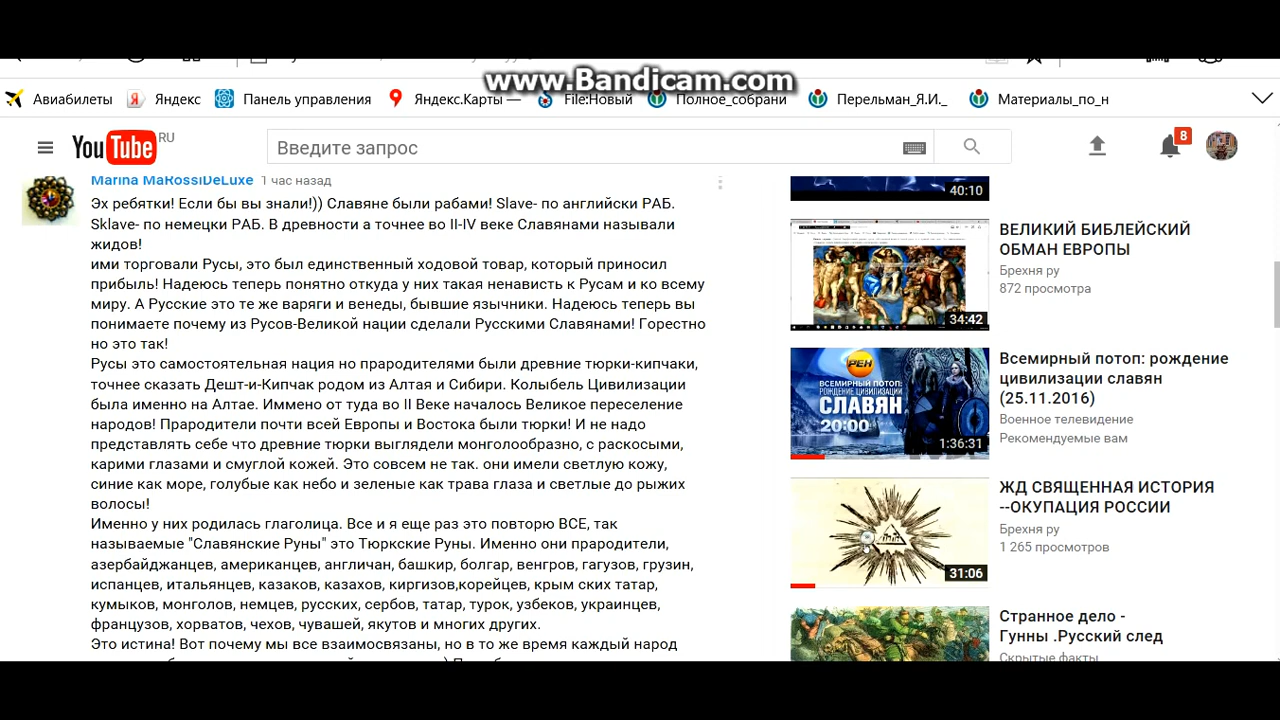 www.Bandicam.com
Авиабилеты
Яндекс
Панель управления
Яндекс.Карты —
File:Новый
Полное_собрани
Перельман_Я.И._
Материалы_по_н
YouTube RU
Введите запрос
8
Marina MaRossiDeLuxe 1 час назад
Эх ребятки! Если бы вы знали!)) Славяне были рабами! Slave- по английски РАБ.
Sklave- по немецки РАБ. В древности а точнее во II-IV веке Славянами называли
жидов!
ими торговали Русы, это был единственный ходовой товар, который приносил
прибыль! Надеюсь теперь понятно откуда у них такая ненависть к Русам и ко всему
миру. А Русские это те же варяги и венеды, бывшие язычники. Надеюсь теперь вы
понимаете почему из Русов-Великой нации сделали Русскими Славянами! Горестно
но это так!
Русы это самостоятельная нация но прародителями были древние тюрки-кипчаки,
точнее сказать Дешт-и-Кипчак родом из Алтая и Сибири. Колыбель Цивилизации
была именно на Алтае. Иммено от туда во II Веке началось Великое переселение
народов! Прародители почти всей Европы и Востока были тюрки! И не надо
представлять себе что древние тюрки выглядели монголообразно, с раскосыми,
карими глазами и смуглой кожей. Это совсем не так. они имели светлую кожу,
синие как море, голубые как небо и зеленые как трава глаза и светлые до рыжих
волосы!
Именно у них родилась глаголица. Все и я еще раз это повторю ВСЕ, так
называемые "Славянские Руны" это Тюркские Руны. Именно они прародители,
азербайджанцев, американцев, англичан, башкир, болгар, венгров, гагузов, грузин,
испанцев, итальянцев, казаков, казахов, киргизов,корейцев, крым ских татар,
кумыков, монголов, немцев, русских, сербов, татар, турок, узбеков, украинцев,
французов, хорватов, чехов, чувашей, якутов и многих других.
Это истина! Вот почему мы все взаимосвязаны, но в то же время каждый народ
40:10
ВЕЛИКИЙ БИБЛЕЙСКИЙ
ОБМАН ЕВРОПЫ
Брехня ру
872 просмотра
34:42
РЕН
ВСЕМИРНЫЙ ПОТОП:
РОЖДЕНИЕ ЦИВИЛИЗАЦИИ
СЛАВЯН
20:00
1:36:31
Всемирный потоп: рождение
цивилизации славян
(25.11.2016)
Военное телевидение
Рекомендуемые вам
ЖД СВЯЩЕННАЯ ИСТОРИЯ
--ОКУПАЦИЯ РОССИИ
Брехня ру
1 265 просмотров
31:06
Странное дело -
Гунны .Русский след
Скрытые факты